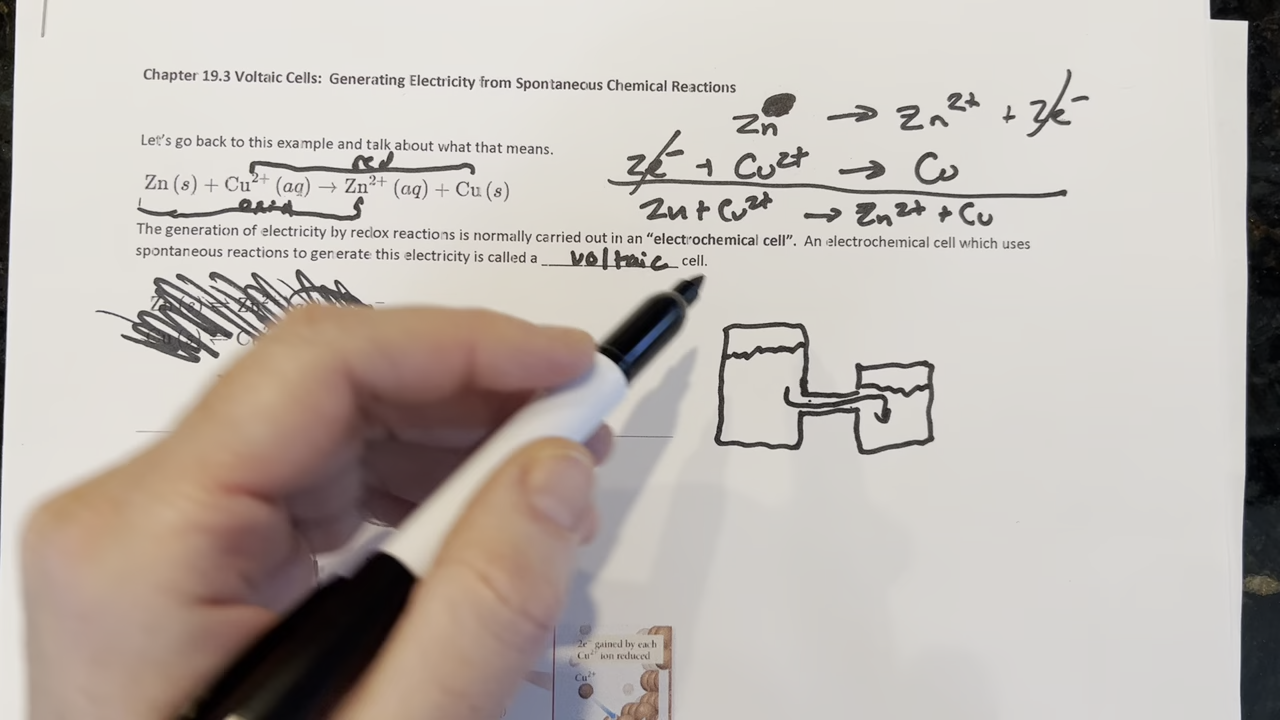 Chapter 19.3 Voltaic Cells: Generating Electricity from Spontaneous Chemical Reactions
Zn → Zn²⁺ + 2e⁻
Let's go back to this example and talk about what that means.
red
2e⁻ + Cu²⁺ → Cu
Zn (s) + Cu²⁺ (aq) → Zn²⁺ (aq) + Cu (s)
Zn + Cu²⁺ → Zn²⁺ + Cu
The generation of electricity by redox reactions is normally carried out in an "electrochemical cell". An electrochemical cell which uses
spontaneous reactions to generate this electricity is called a voltaic cell.
2e⁻ gained by each
Cu²⁺ ion reduced
Cu²⁺